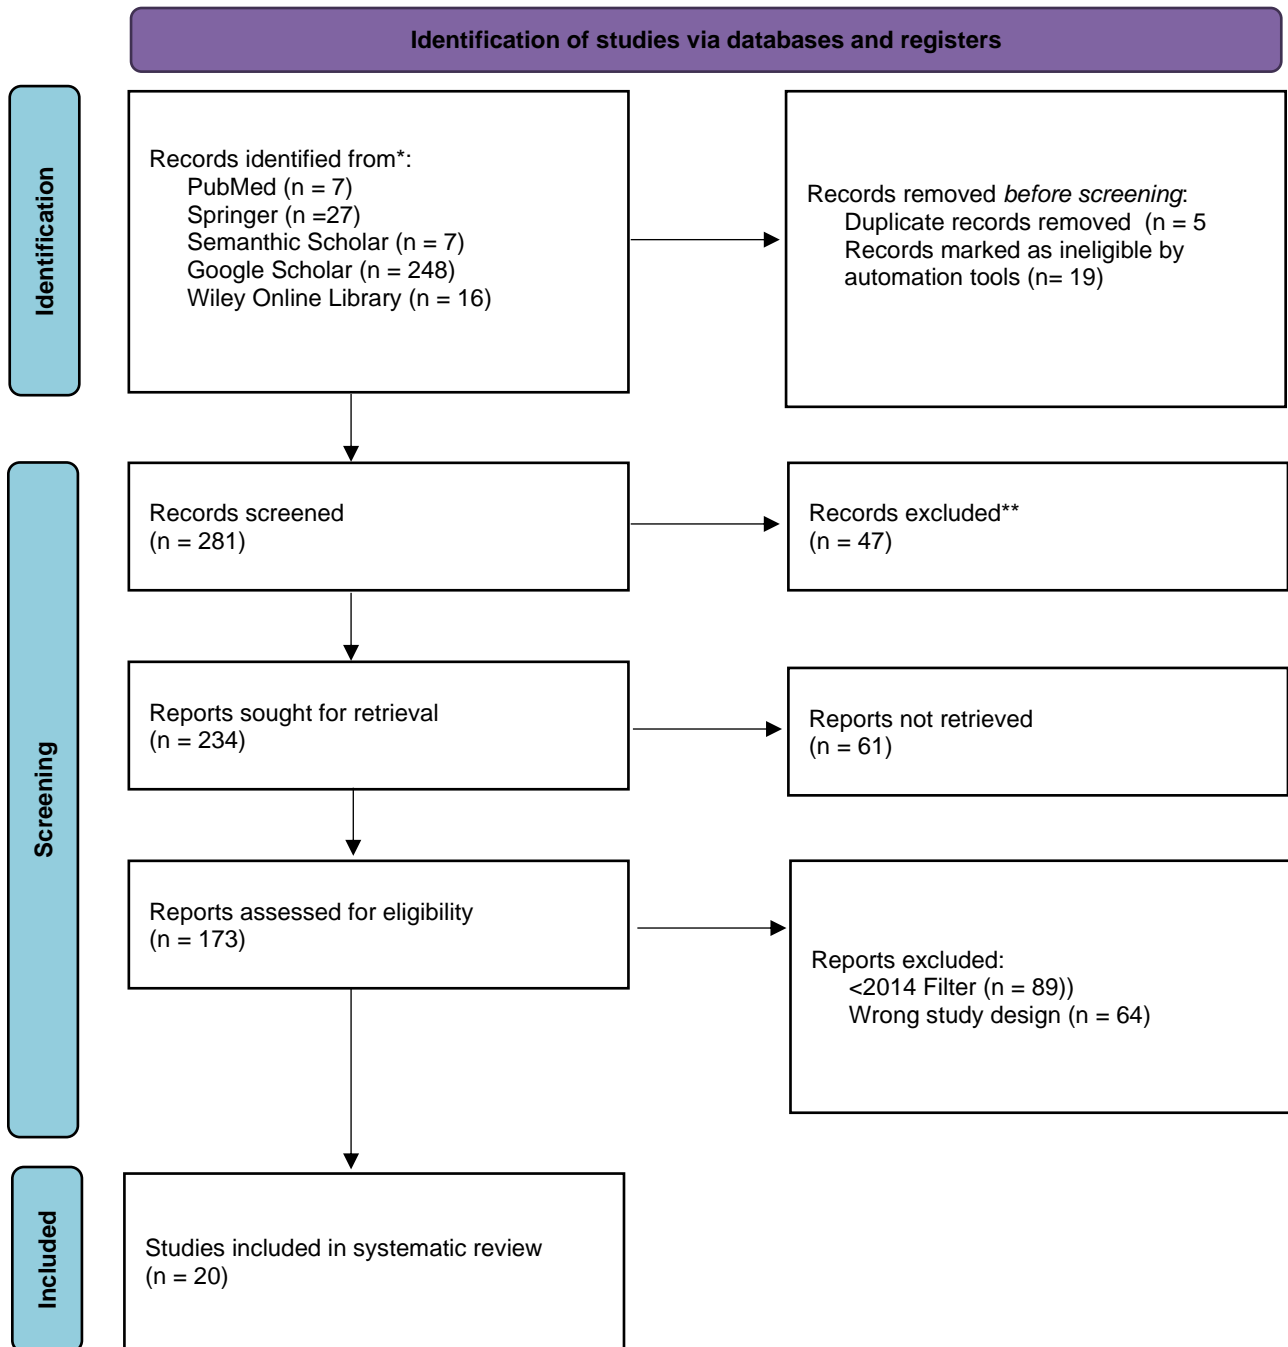 Identification of studies via databases and registers
Identification
Records identified from*:
PubMed (n = 7)
Springer (n =27)
Semanthic Scholar (n = 7)
Google Scholar (n = 248)
Wiley Online Library (n = 16)
Records removed before screening:
Duplicate records removed  (n = 5
Records marked as ineligible by
automation tools (n= 19)
Screening
Records screened
(n = 281)
Records excluded**
(n = 47)
Reports sought for retrieval
(n = 234)
Reports not retrieved
(n = 61)
Reports assessed for eligibility
(n = 173)
Reports excluded:
<2014 Filter (n = 89))
Wrong study design (n = 64)
Included
Studies included in systematic review
(n = 20)